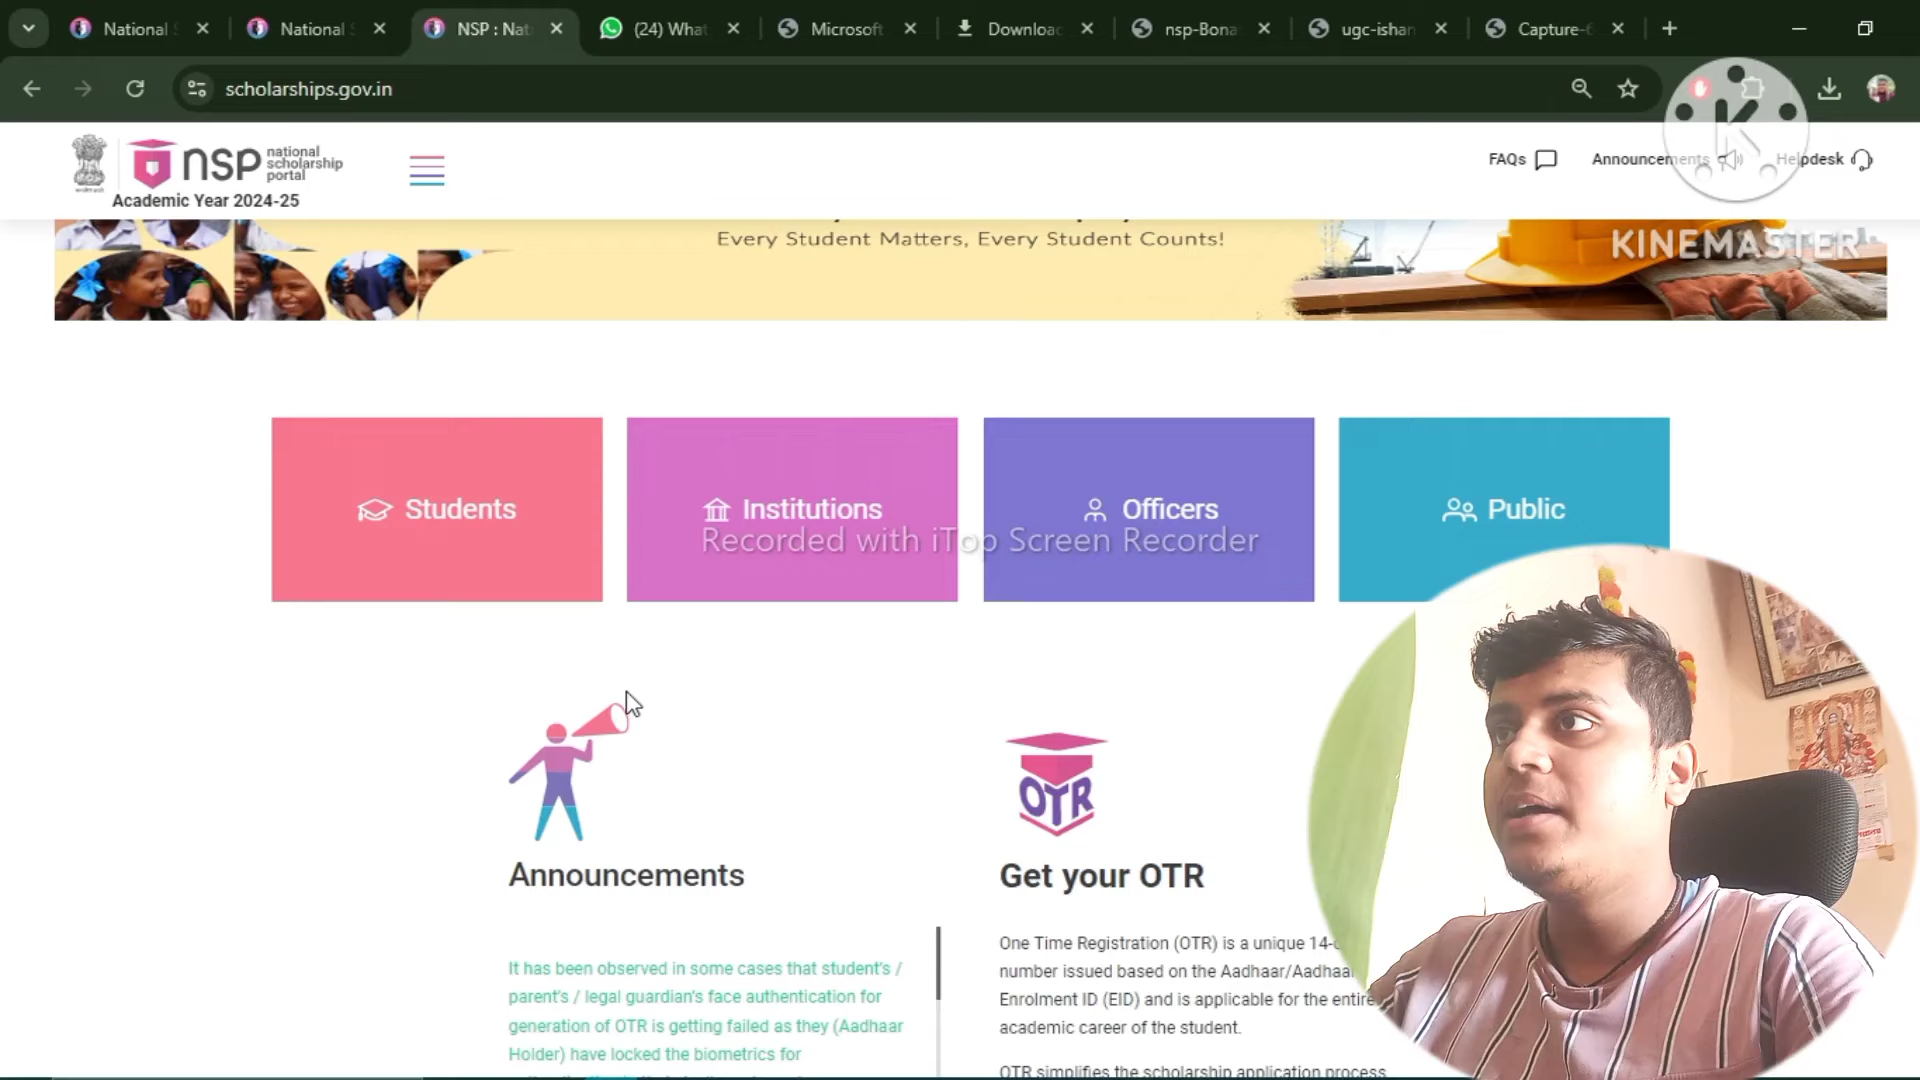 National S
National S
NSP : Nati
(24) What
Microsoft
Download
nsp-Bona
ugc-ishan
Capture-6
scholarships.gov.in
nsp national
scholarship
portal
Academic Year 2024-25
FAQs
Announcements
Helpdesk
K
KINEMASTER
Every Student Matters, Every Student Counts!
Students
Institutions
Officers
Public
Recorded with iTop Screen Recorder
OTR
Announcements
Get your OTR
It has been observed in some cases that student's /
parent's / legal guardian's face authentication for
generation of OTR is getting failed as they (Aadhaar
Holder) have locked the biometrics for
One Time Registration (OTR) is a unique 14-
number issued based on the Aadhaar/Aadhaar
Enrolment ID (EID) and is applicable for the entire
academic career of the student.
OTR simplifies the scholarship application process